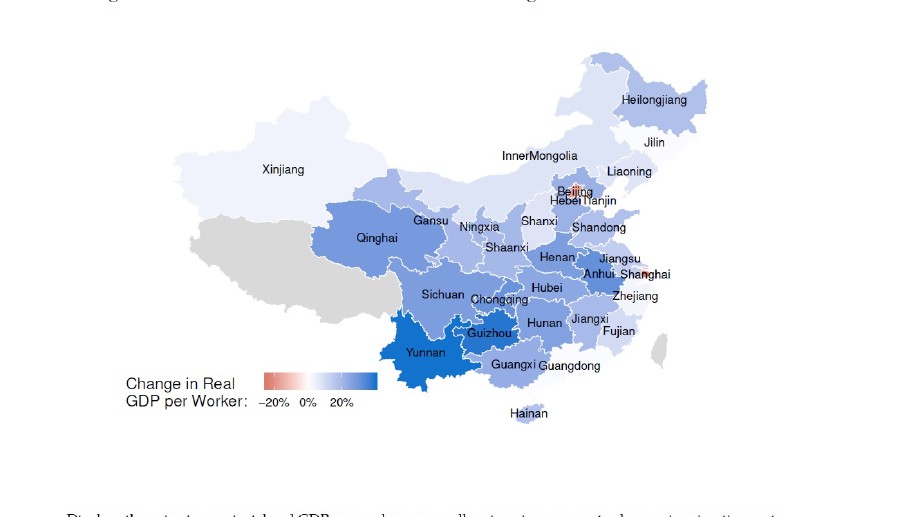 Heilongjiang
Jilin
InnerMongolia
Xinjiang
Liaoning
Beijing
Hebei Tianjin
Gansu
Ningxia
Shanxi
Shandong
Qinghai
Shaanxi
Henan
Jiangsu
Anhui
Shanghai
Sichuan
Chongqing
Hubei
Zhejiang
Guizhou
Hunan
Jiangxi
Fujian
Yunnan
Guangxi
Guangdong
Change in Real
GDP per Worker:
−20% 0% 20%
Hainan